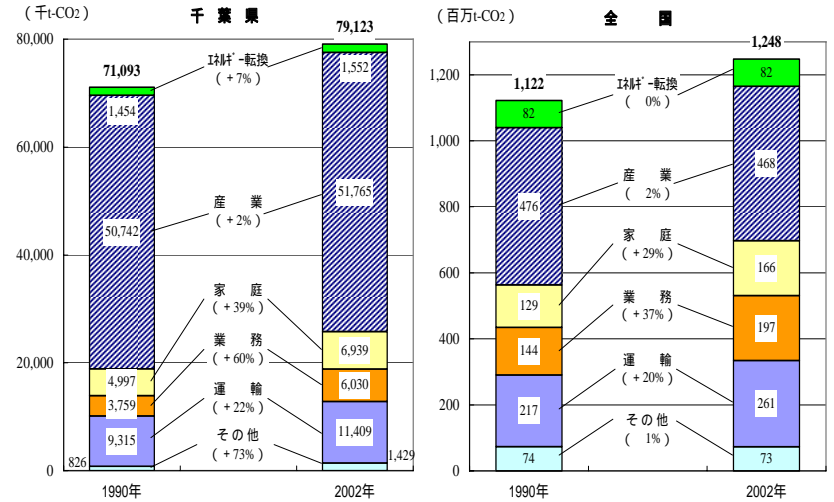 (千t-CO2)
千葉県
80,000
60,000
40,000
20,000
0
71,093
1,454
50,742
4,997
3,759
9,315
826
1990年
エネルギー転換
(+7%)
産業
(+2%)
家庭
(+39%)
業務
(+60%)
運輸
(+22%)
その他
(+73%)
79,123
1,552
51,765
6,939
6,030
11,409
1,429
2002年
(百万t-CO2)
全国
1,200
1,000
800
600
400
200
0
1,122
82
476
129
144
217
74
1990年
エネルギー転換
( 0%)
産業
( 2%)
家庭
(+29%)
業務
(+37%)
運輸
(+20%)
その他
( 1%)
1,248
82
468
166
197
261
73
2002年